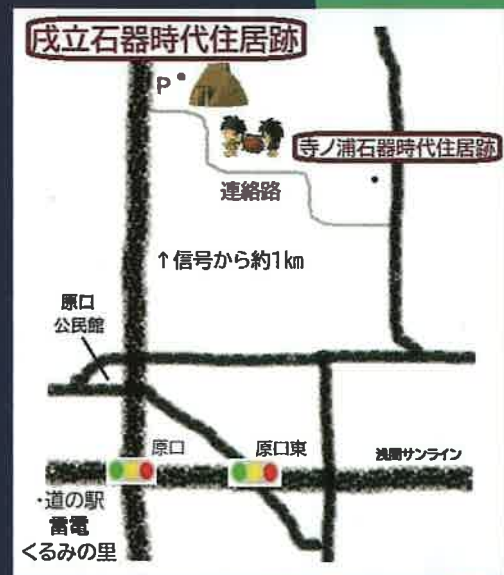 戌立石器時代住居跡
P
寺ノ浦石器時代住居跡
連絡路
↑信号から約1km
原口
公民館
原口
原口東
浅間サンライン
・道の駅
雷電
くるみの里